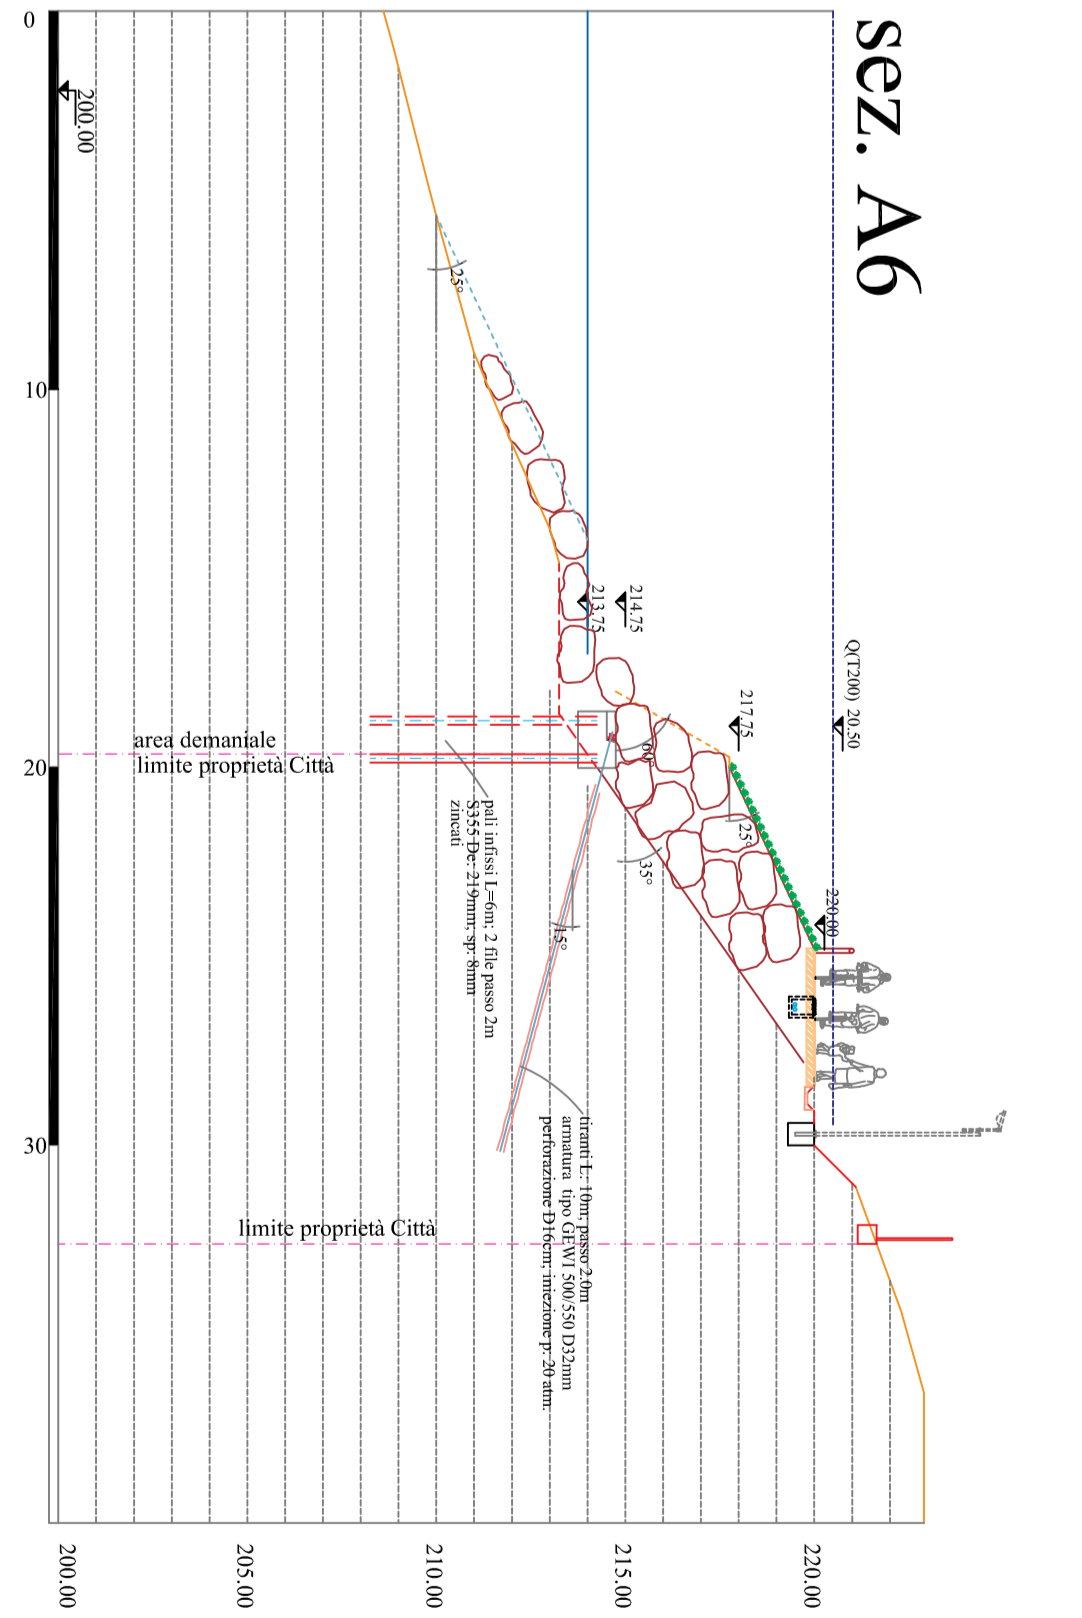 sez. A6
0
10
20
30
200.00
25°
213.75
214.75
Q(T200) 20,50
217.75
60°
25°
35°
15°
220.00
area demaniale
limite proprietà Città
pali infissi L=6m; 2 file passo 2m
S355 De: 219mm; sp: 8mm
zincati
tiranti L: 10m; passo 2.0m
armatura tipo GEWI 500/550 D32mm
perforazione D16cm; iniezione p: 20 atm.
limite proprietà Città
200.00
205.00
210.00
215.00
220.00